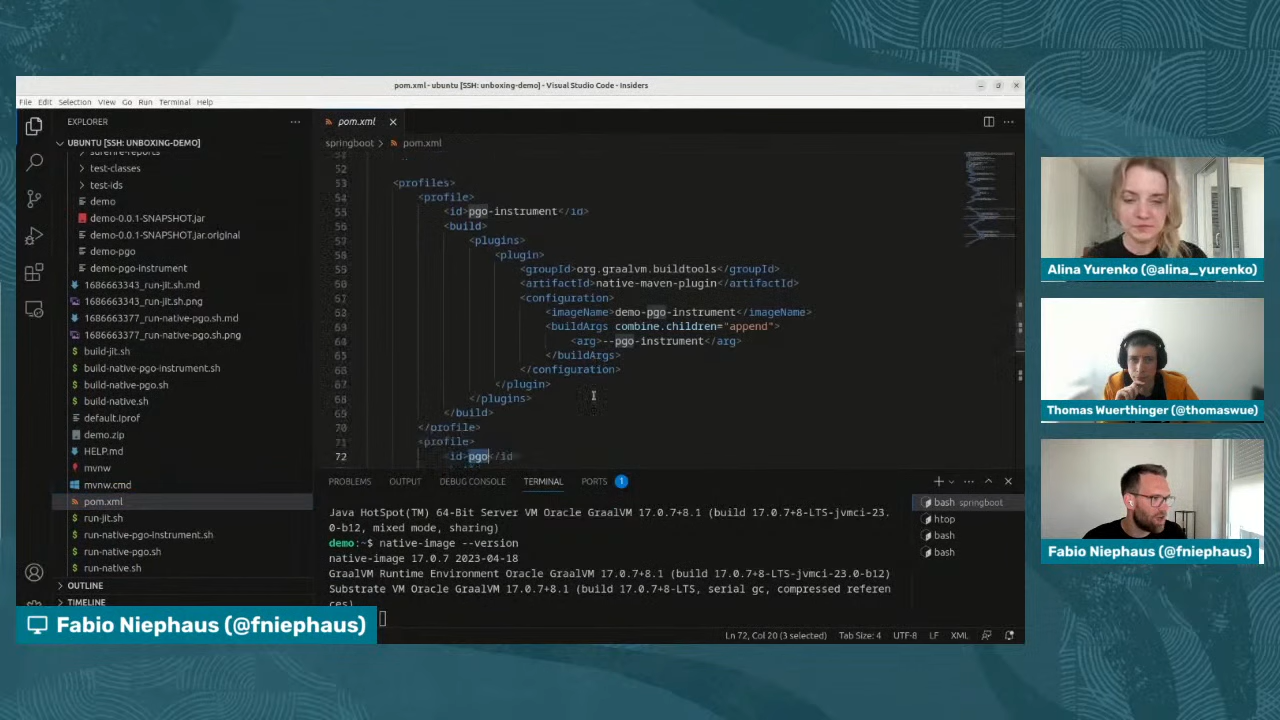 pom.xml - ubuntu [SSH: unboxing-demo] - Visual Studio Code - Insiders
File Edit Selection View Go Run Terminal Help
EXPLORER
UBUNTU [SSH: UNBOXING-DEMO]
surefire-reports
test-classes
test-ids
demo
demo-0.0.1-SNAPSHOT.jar
demo-0.0.1-SNAPSHOT.jar.original
demo-pgo
demo-pgo-instrument
1686663343_run-jit.sh.md
1686663343_run-jit.sh.png
1686663377_run-native-pgo.sh.md
1686663377_run-native-pgo.sh.png
build-jit.sh
build-native-pgo-instrument.sh
build-native-pgo.sh
build-native.sh
default.iprof
demo.zip
HELP.md
mvnw
mvnw.cmd
pom.xml
run-jit.sh
run-native-pgo-instrument.sh
run-native-pgo.sh
run-native.sh
OUTLINE
TIMELINE
pom.xml
springboot > pom.xml
52
53 <profiles>
54 <profile>
55 <id>pgo-instrument</id>
56 <build>
57 <plugins>
58 <plugin>
59 <groupId>org.graalvm.buildtools</groupId>
60 <artifactId>native-maven-plugin</artifactId>
61 <configuration>
62 <imageName>demo-pgo-instrument</imageName>
63 <buildArgs combine.children="append">
64 <arg>--pgo-instrument</arg>
65 </buildArgs>
66 </configuration>
67 </plugin>
68 </plugins>
69 </build>
70 </profile>
71 <profile>
72 id>pgo</id
PROBLEMS OUTPUT DEBUG CONSOLE TERMINAL PORTS 1
Java HotSpot(TM) 64-Bit Server VM Oracle GraalVM 17.0.7+8.1 (build 17.0.7+8-LTS-jvmci-23.
0-b12, mixed mode, sharing)
demo:~$ native-image --version
native-image 17.0.7 2023-04-18
GraalVM Runtime Environment Oracle GraalVM 17.0.7+8.1 (build 17.0.7+8-LTS-jvmci-23.0-b12)
Substrate VM Oracle GraalVM 17.0.7+8.1 (build 17.0.7+8-LTS, serial gc, compressed referen
ces)
bash springboot
htop
bash
bash
Ln 72, Col 20 (3 selected) Tab Size: 4 UTF-8 LF XML
Fabio Niephaus (@fniephaus)
Alina Yurenko (@alina_yurenko)
Thomas Wuerthinger (@thomaswue)
Fabio Niephaus (@fniephaus)